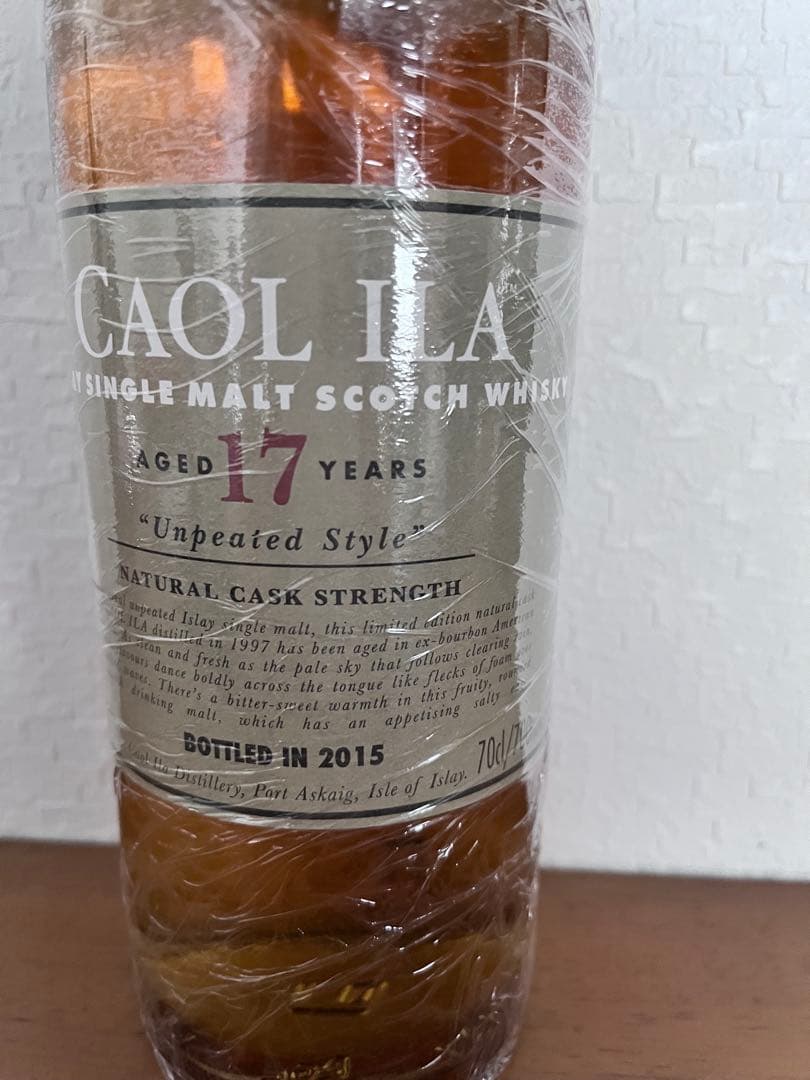 CAOL ILA
SINGLE MALT SCOTCH WHISKY
AGED 17 YEARS
"Unpeated Style"
NATURAL CASK STRENGTH
unpeated Islay single malt, this limited edition natural cask
ILA distilled in 1997 has been aged in ex-bourbon American
clean and fresh as the pale sky that follows clearing rain,
dance boldly across the tongue like flecks of foam
waves. There's a bitter-sweet warmth in this fruity,
drinking malt, which has an appetising salty
BOTTLED IN 2015
70cl
Caol Ila Distillery, Port Askaig, Isle of Islay.